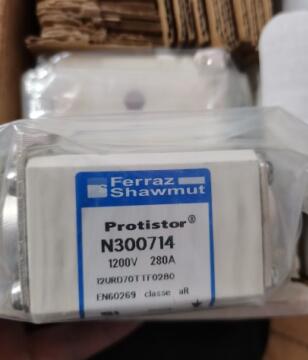 Ferraz
Shawmut
Protistor®
N300714
1200V 280A
12URD70TTF0280
EN60269 classe aR